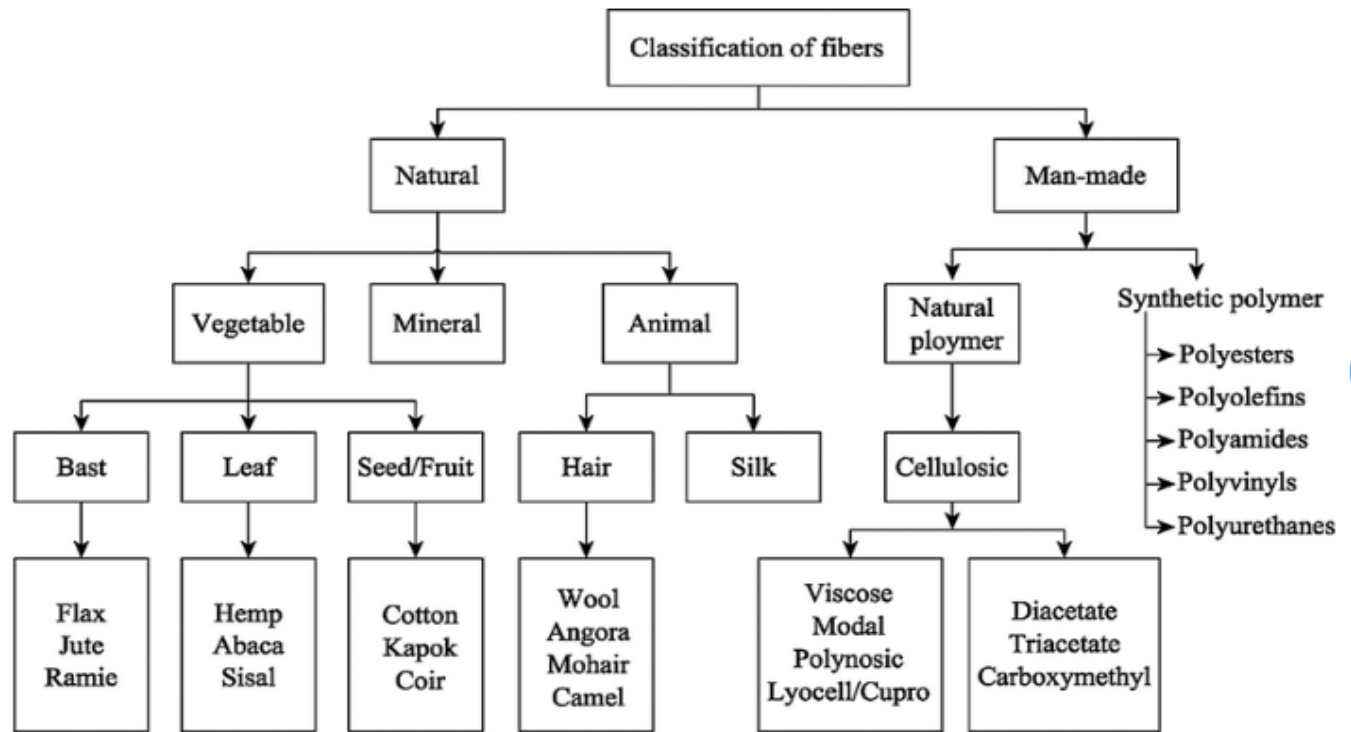 Classification of fibers
Natural
Man-made
Vegetable
Mineral
Animal
Natural
ploymer
Synthetic polymer
Polyesters
Polyolefins
Polyamides
Polyvinyls
Polyurethanes
Bast
Leaf
Seed/Fruit
Hair
Silk
Cellulosic
Flax
Jute
Ramie
Hemp
Abaca
Sisal
Cotton
Kapok
Coir
Wool
Angora
Mohair
Camel
Viscose
Modal
Polynosic
Lyocell/Cupro
Diacetate
Triacetate
Carboxymethyl